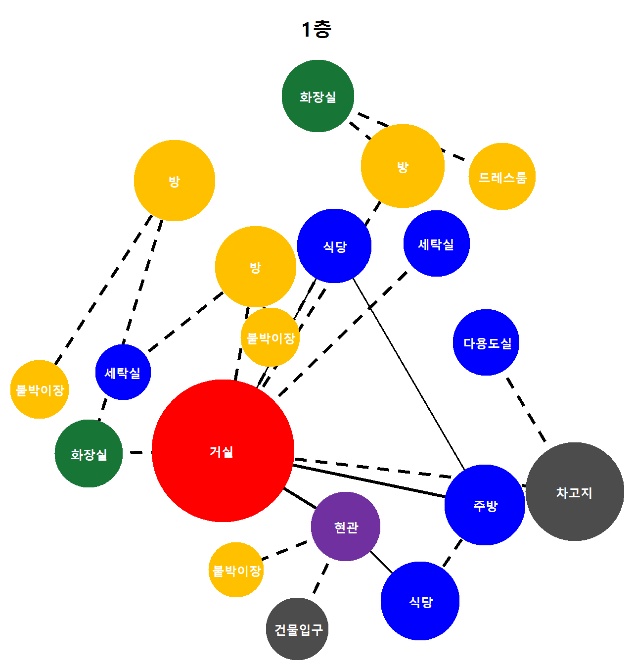 1층
화장실
방
드레스룸
방
식당
세탁실
방
붙박이장
다용도실
세탁실
붙박이장
화장실
거실
차고지
주방
현관
붙박이장
식당
건물입구